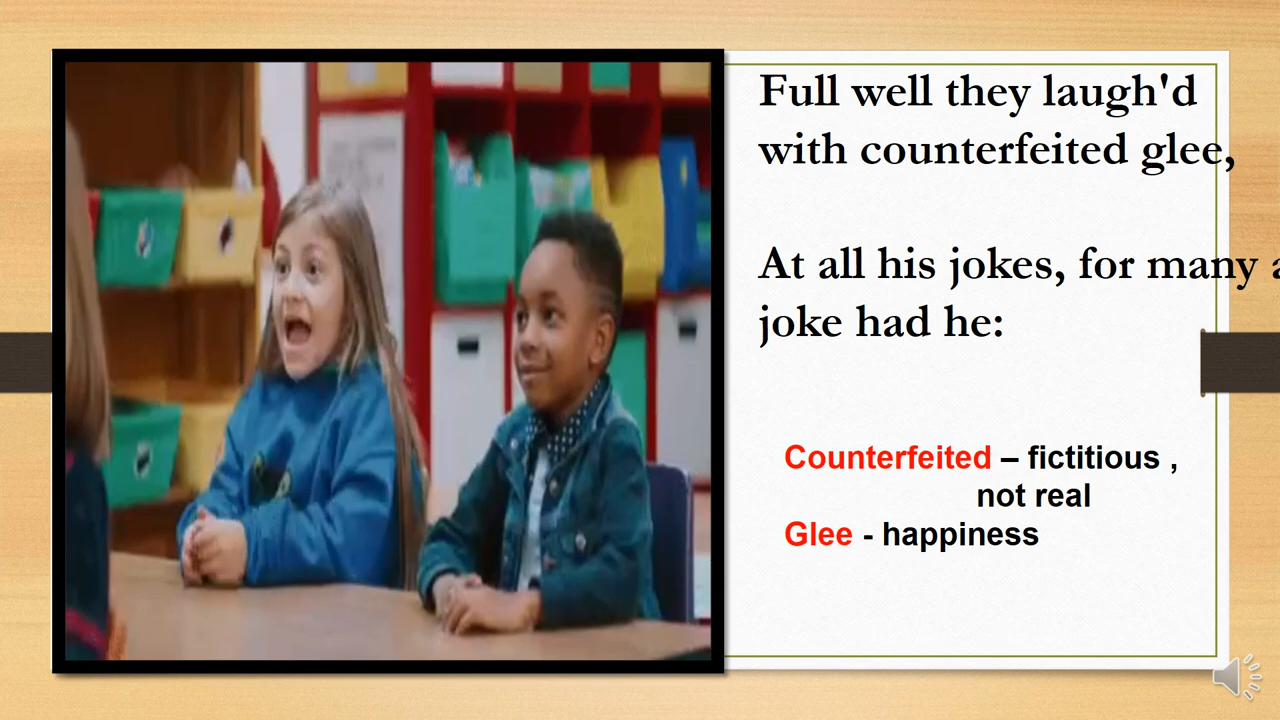 Full well they laugh'd
with counterfeited glee,
At all his jokes, for many a
joke had he:
Counterfeited – fictitious ,
not real
Glee - happiness